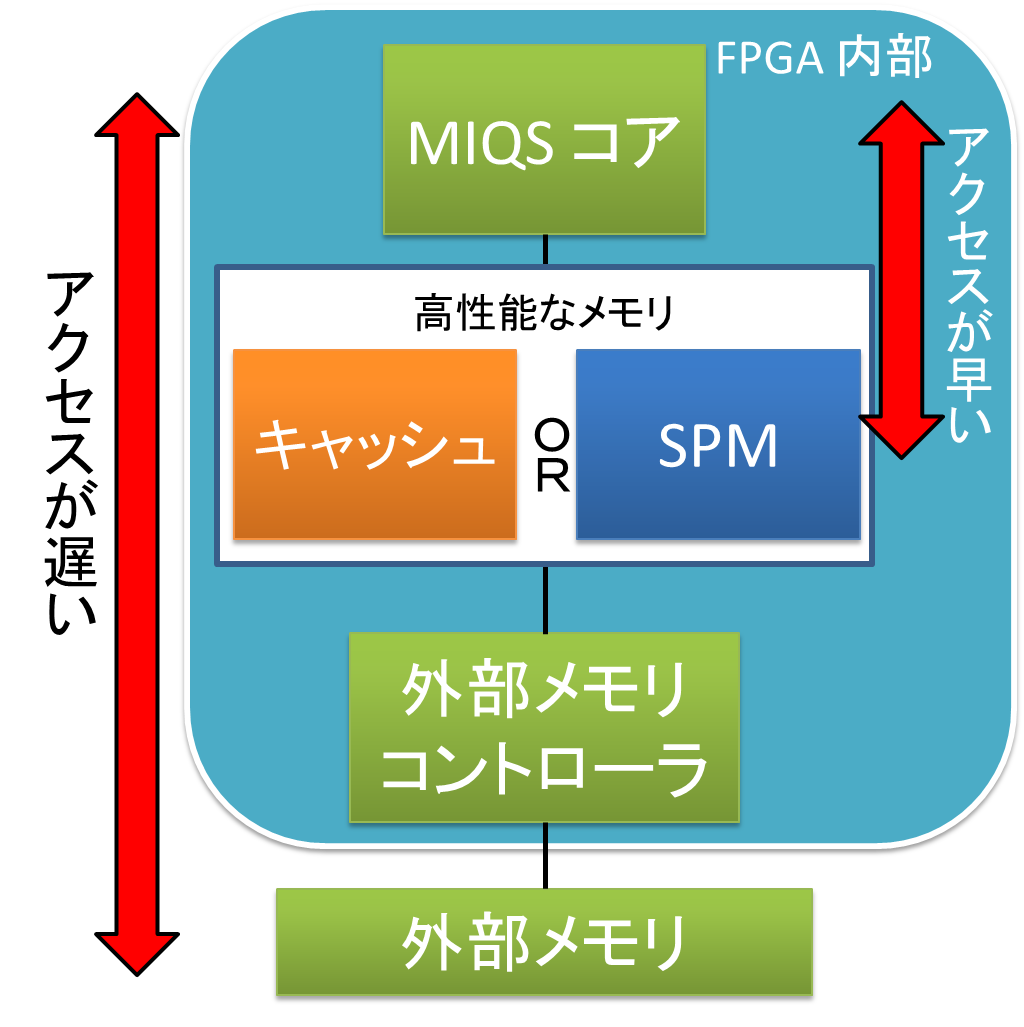 FPGA 内部
MIQS コア
アクセスが早い
高性能なメモリ
キャッシュ
OR
SPM
アクセスが遅い
外部メモリ
コントローラ
外部メモリ